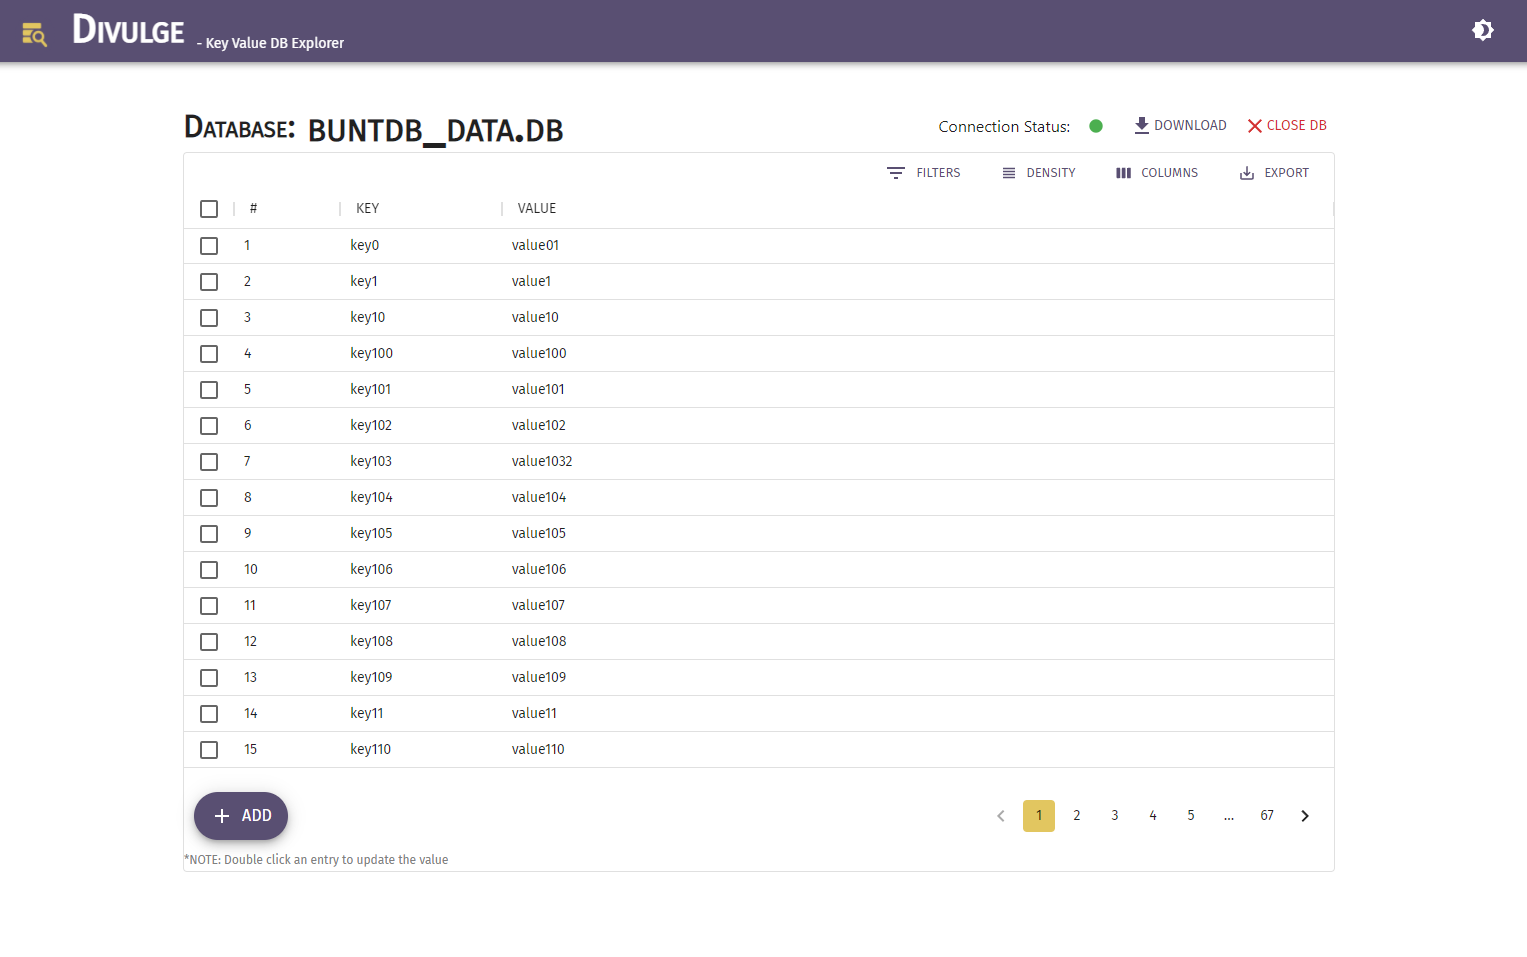 Divulge - Key Value DB Explorer
Database: BUNTDB_DATA.DB
Connection Status: DOWNLOAD CLOSE DB
FILTERS DENSITY COLUMNS EXPORT
# KEY VALUE
1 key0 value01
2 key1 value1
3 key10 value10
4 key100 value100
5 key101 value101
6 key102 value102
7 key103 value1032
8 key104 value104
9 key105 value105
10 key106 value106
11 key107 value107
12 key108 value108
13 key109 value109
14 key11 value11
15 key110 value110
+ ADD < 1 2 3 4 5 ... 67 >
*NOTE: Double click an entry to update the value